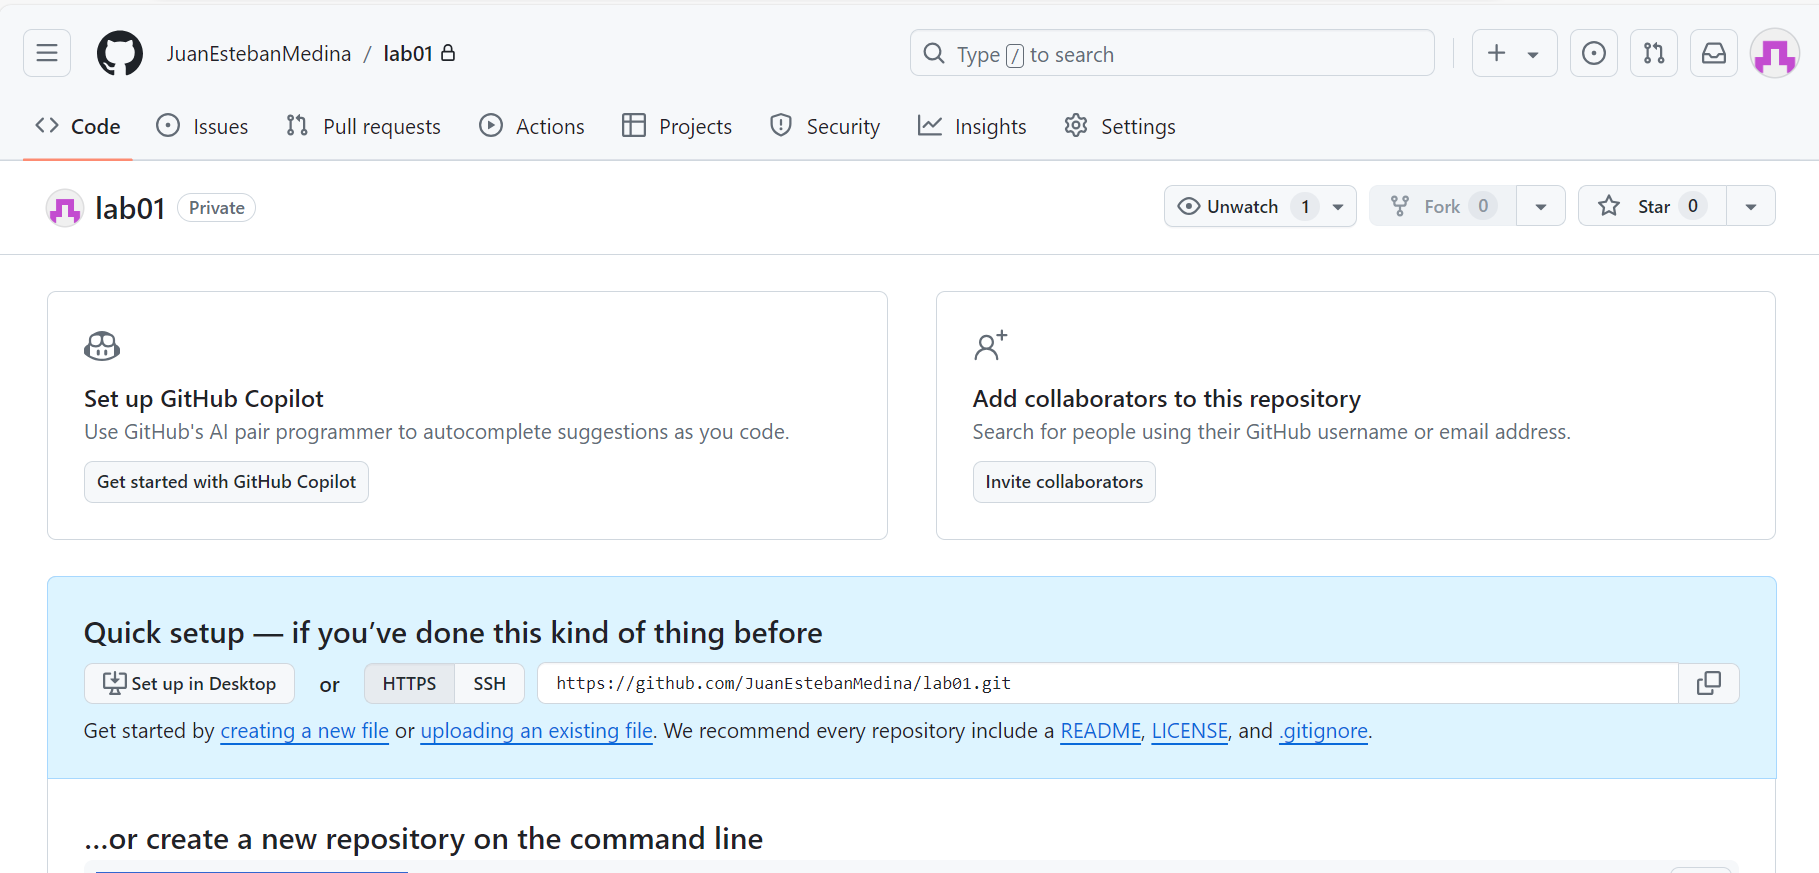 JuanEstebanMedina / lab01
Type / to search
Code Issues Pull requests Actions Projects Security Insights Settings
lab01 Private
Unwatch 1 Fork 0 Star 0
Set up GitHub Copilot
Use GitHub's AI pair programmer to autocomplete suggestions as you code.
Get started with GitHub Copilot
Add collaborators to this repository
Search for people using their GitHub username or email address.
Invite collaborators
Quick setup — if you’ve done this kind of thing before
Set up in Desktop or HTTPS SSH https://github.com/JuanEstebanMedina/lab01.git
Get started by creating a new file or uploading an existing file. We recommend every repository include a README, LICENSE, and .gitignore.
…or create a new repository on the command line